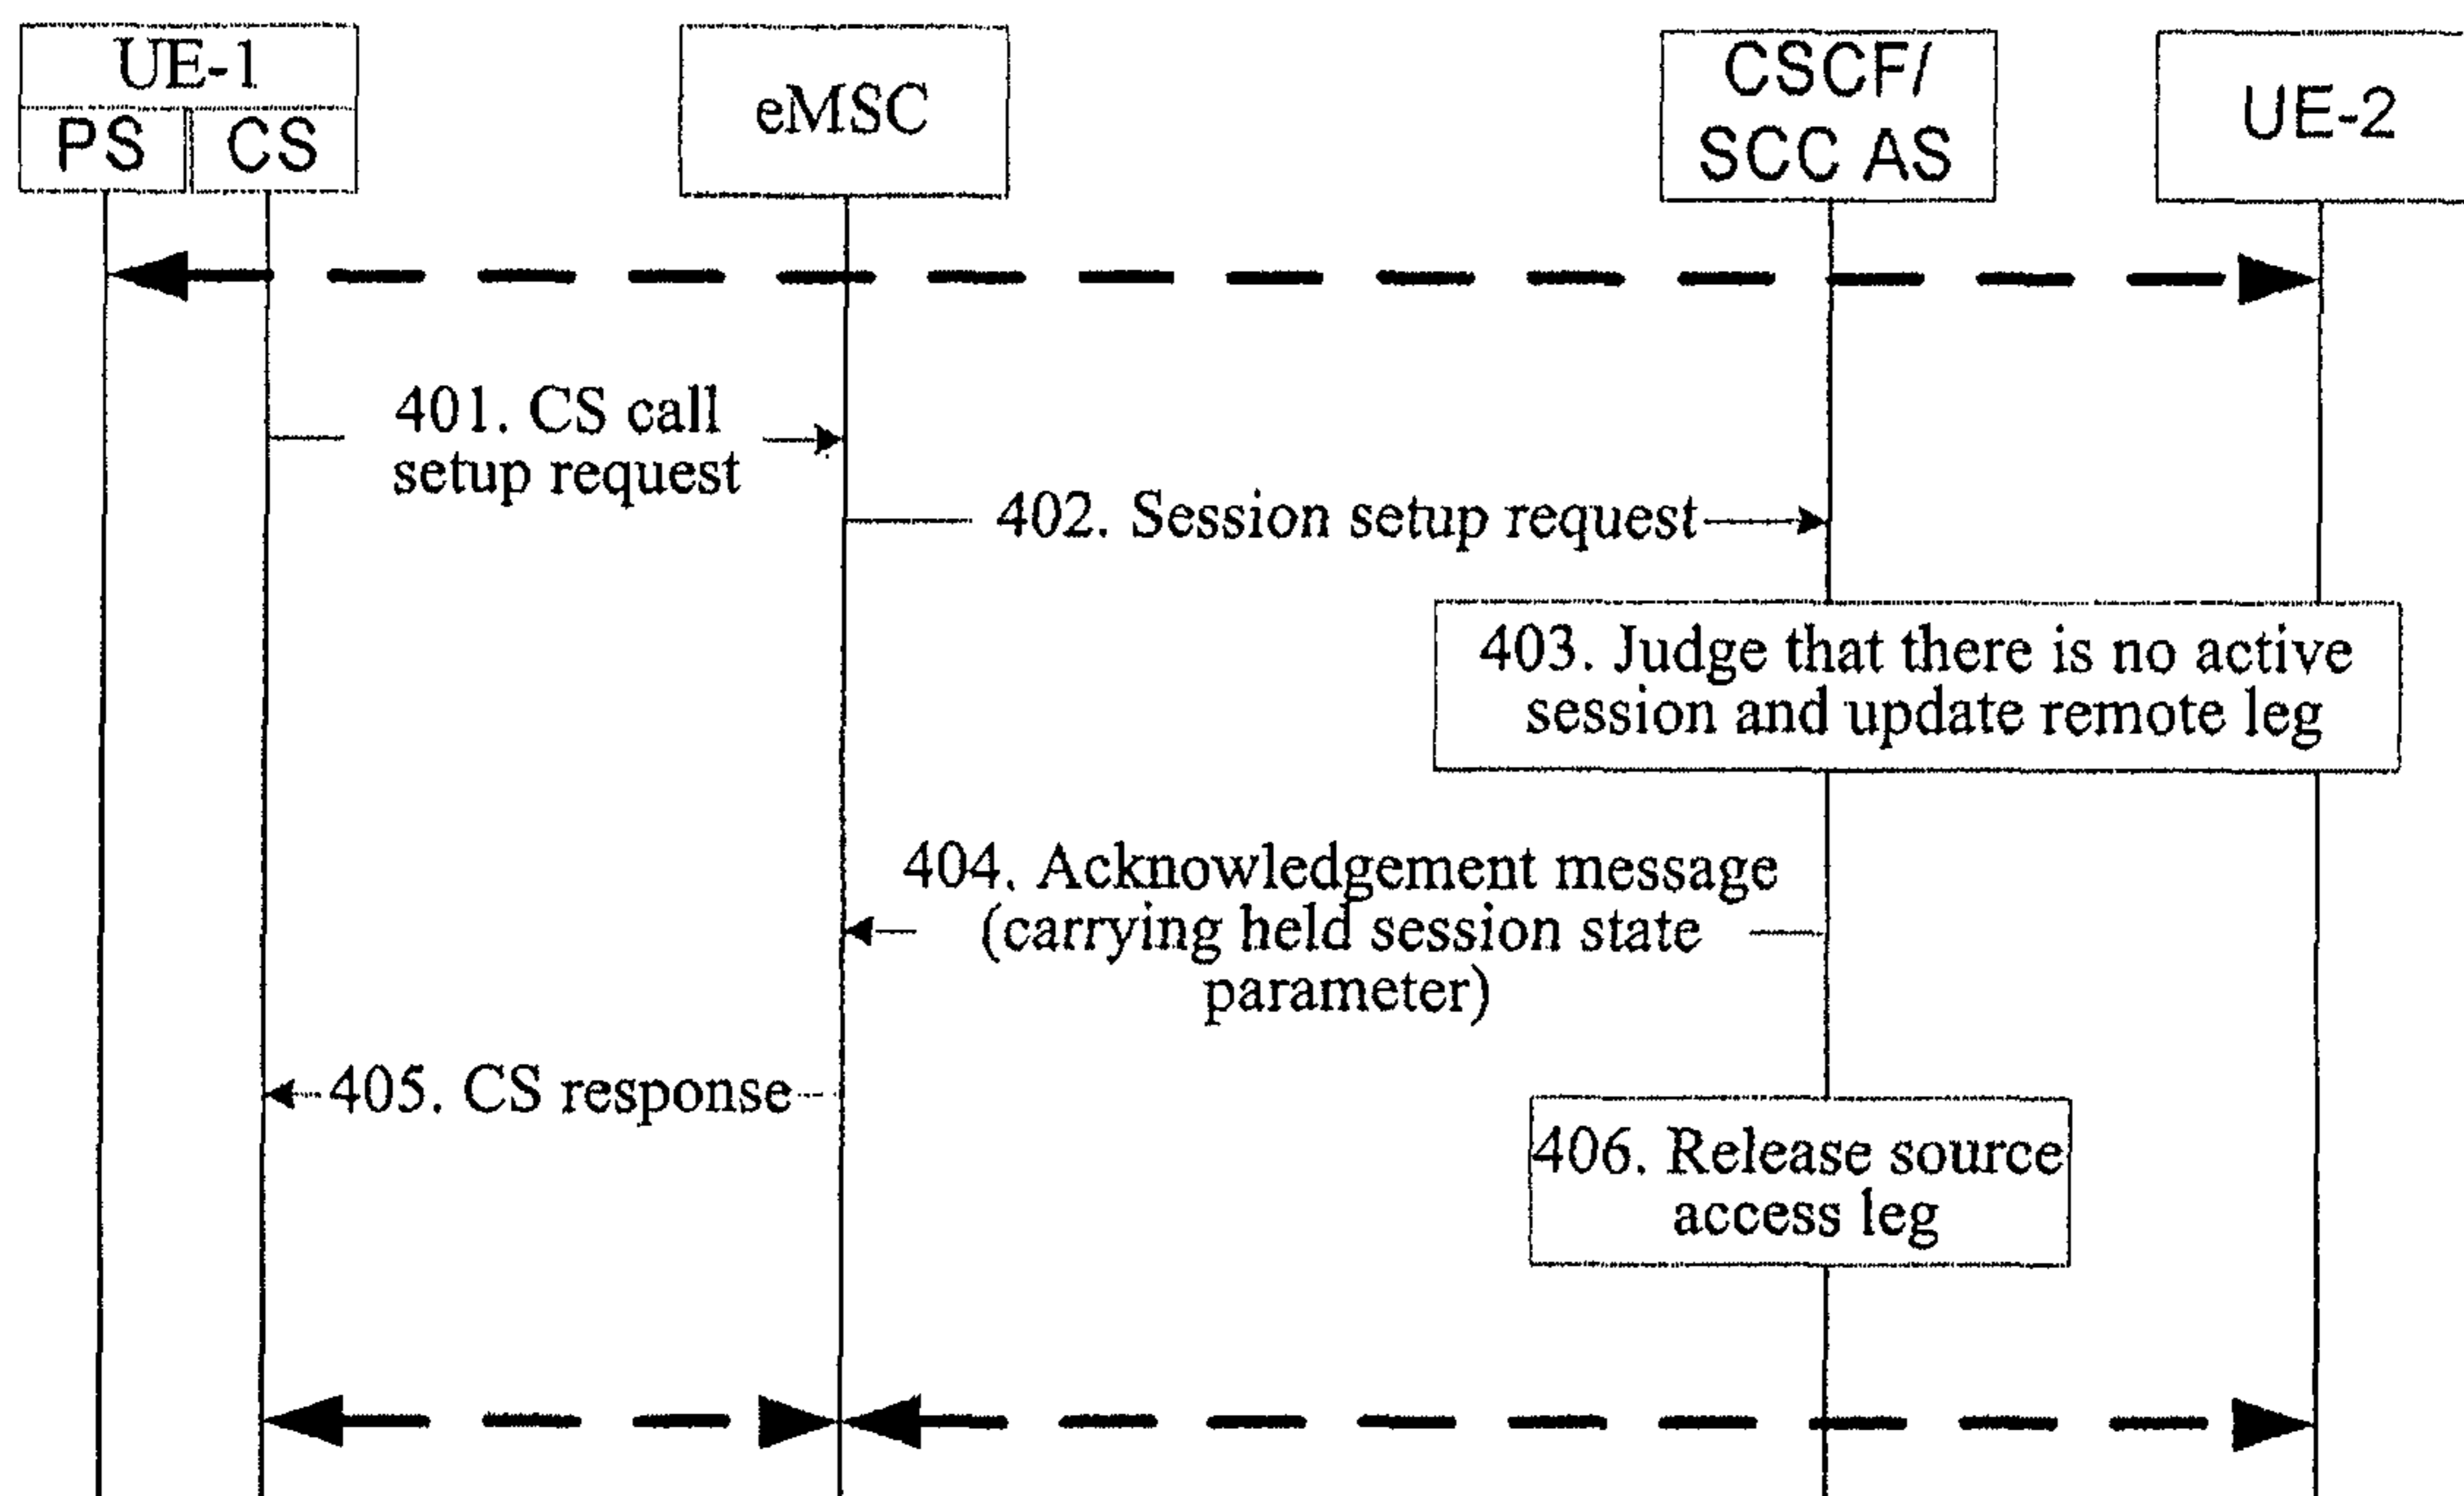 UE-1
PS
CS
eMSC
CSCF/
SCC AS
UE-2
401. CS call
setup request
402. Session setup request
403. Judge that there is no active
session and update remote leg
404. Acknowledgement message
(carrying held session state
parameter)
405. CS response
406. Release source
access leg